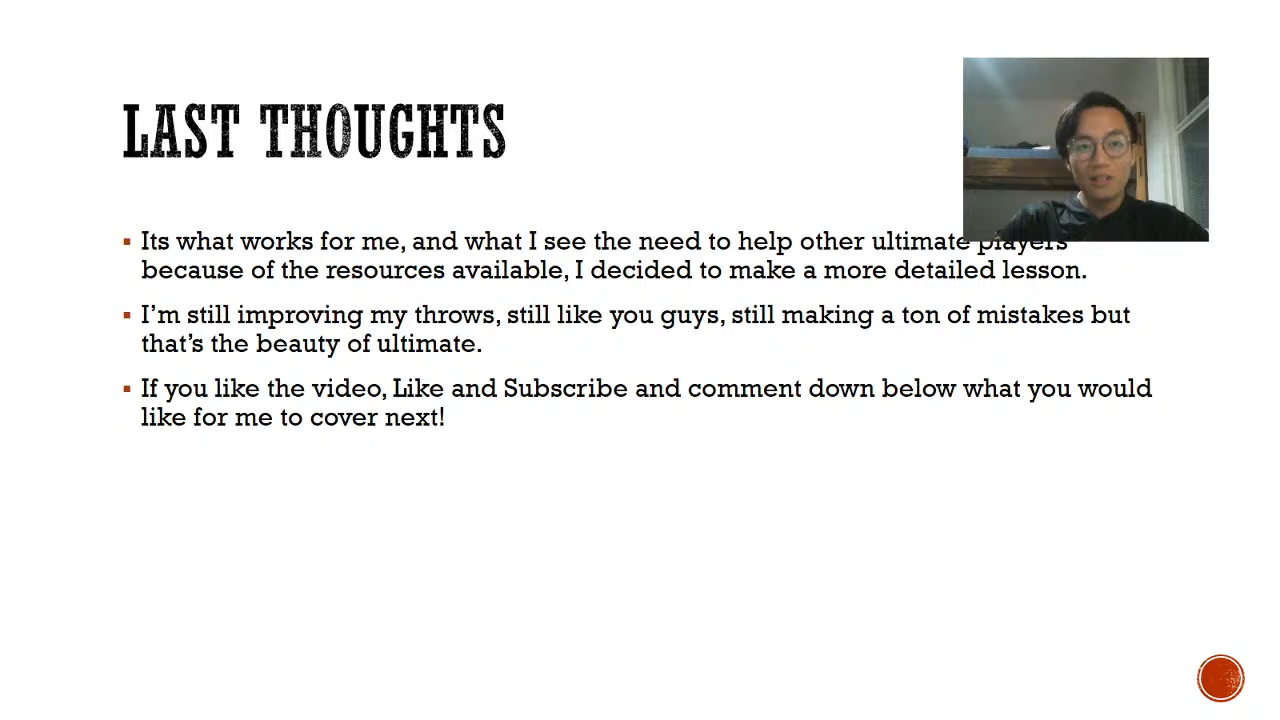 LAST THOUGHTS
Its what works for me, and what I see the need to help other ultimate players
because of the resources available, I decided to make a more detailed lesson.
I'm still improving my throws, still like you guys, still making a ton of mistakes but
that's the beauty of ultimate.
If you like the video, Like and Subscribe and comment down below what you would
like for me to cover next!